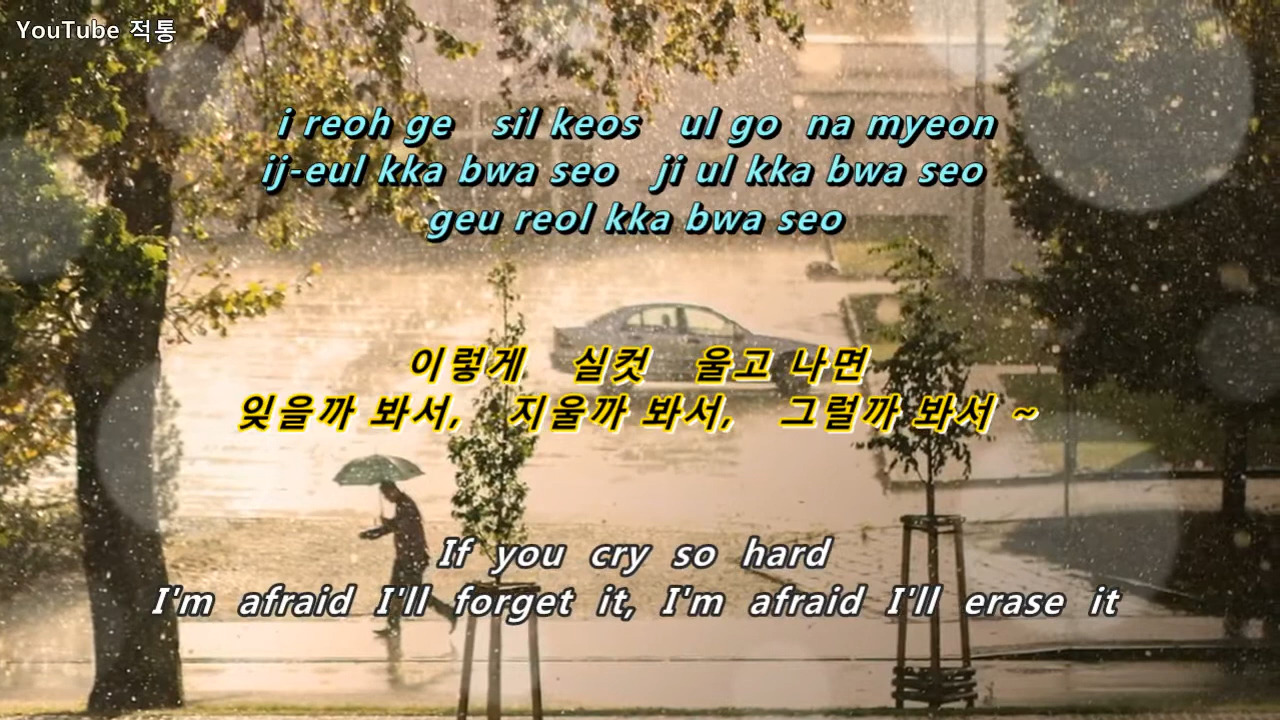 YouTube 적통
i reoh ge sil keos ul go na myeon
ij-eul kka bwa seo ji ul kka bwa seo
geu reol kka bwa seo
이렇게 실컷 울고 나면
잊을까 봐서, 지울까 봐서, 그럴까 봐서 ~
If you cry so hard
I'm afraid I'll forget it, I'm afraid I'll erase it